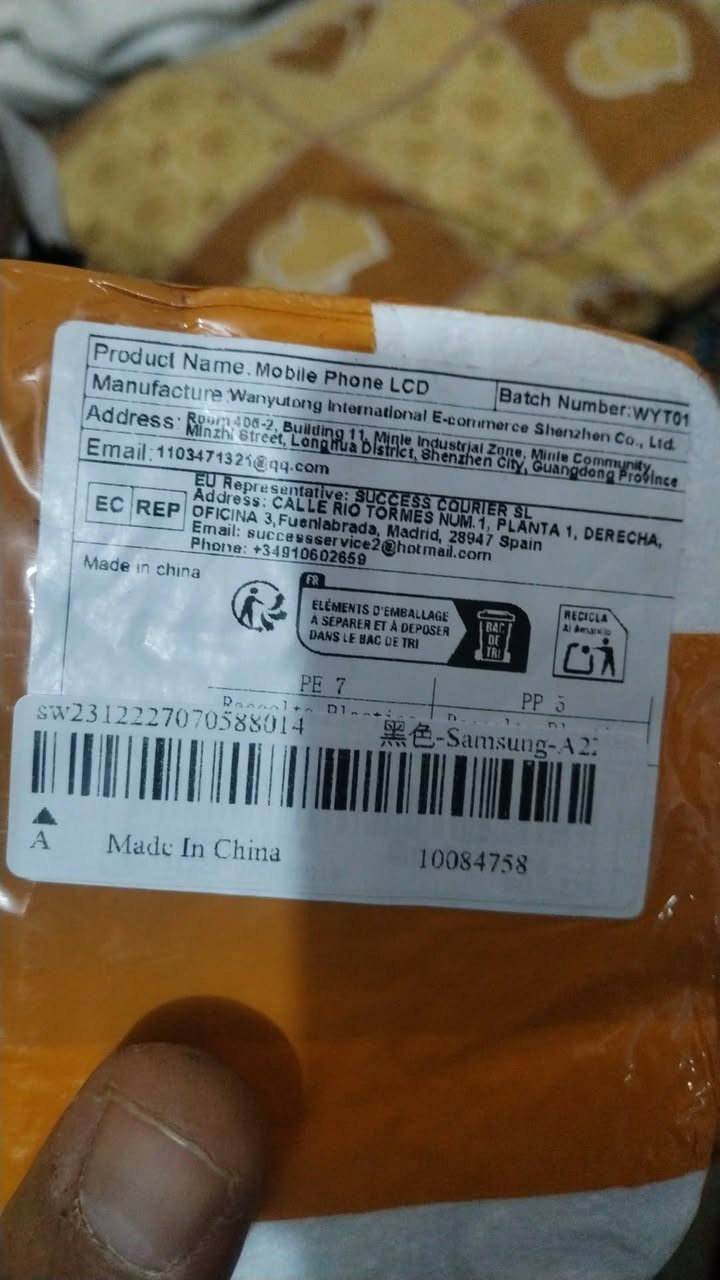 Product Name. Mobile Phone LCD
Batch Number:WYT01
Manufacture:Wanyutong International E-commerce Shenzhen Co., Ltd.
Address: Room 406-2, Building 11, Minle Industrial Zone, Minle Community,
Minzhi Street, Longhua District, Shenzhen City, Guangdong Province
Email:1103471321@qq.com
EC REP
EU Representative: SUCCESS COURIER SL
Address: CALLE RIO TORMES NUM.1, PLANTA 1, DERECHA,
OFICINA 3,Fuenlabrada, Madrid, 28947 Spain
Email: successservice2@hotmail.com
Phone: +34910602659
Made in china
FR
ELÉMENTS D'EMBALLAGE
A SÉPARER ET À DÉPOSER
DANS LE BAC DE TRI
BAC
DE
TRI
RECICLA
Al Amarillo
PE 7
PP 5
sw2312227070588014
黑色-Samsung-A22
A
Made In China
10084758